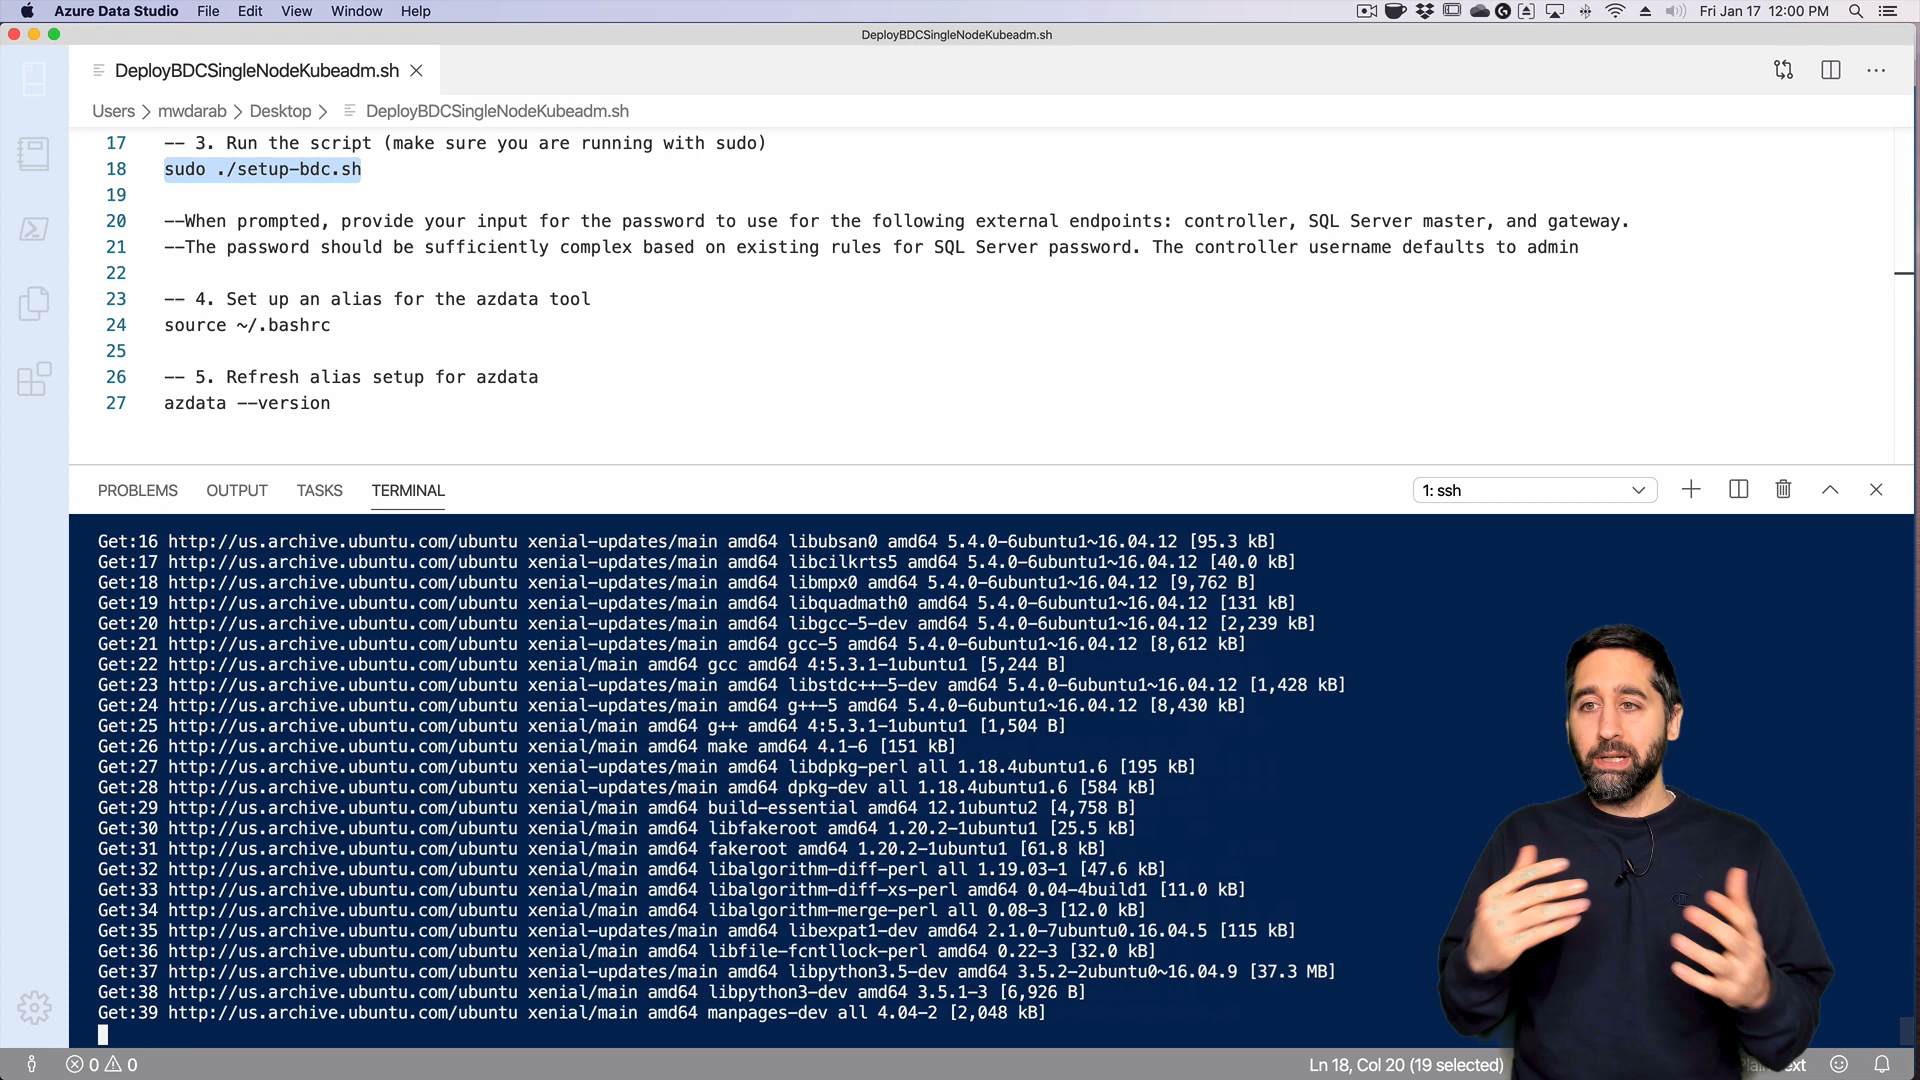 Azure Data Studio File Edit View Window Help
Fri Jan 17 12:00 PM
DeployBDCSingleNodeKubeadm.sh
DeployBDCSingleNodeKubeadm.sh
Users mwdarab Desktop DeployBDCSingleNodeKubeadm.sh
17 -- 3. Run the script (make sure you are running with sudo)
18 sudo ./setup-bdc.sh
19
20 --When prompted, provide your input for the password to use for the following external endpoints: controller, SQL Server master, and gateway.
21 --The password should be sufficiently complex based on existing rules for SQL Server password. The controller username defaults to admin
22
23 -- 4. Set up an alias for the azdata tool
24 source ~/.bashrc
25
26 -- 5. Refresh alias setup for azdata
27 azdata --version
PROBLEMS OUTPUT TASKS TERMINAL
1: ssh
Get:16 http://us.archive.ubuntu.com/ubuntu xenial-updates/main amd64 libubsan0 amd64 5.4.0-6ubuntu1~16.04.12 [95.3 kB]
Get:17 http://us.archive.ubuntu.com/ubuntu xenial-updates/main amd64 libcilkrts5 amd64 5.4.0-6ubuntu1~16.04.12 [40.0 kB]
Get:18 http://us.archive.ubuntu.com/ubuntu xenial-updates/main amd64 libmpx0 amd64 5.4.0-6ubuntu1~16.04.12 [9,762 B]
Get:19 http://us.archive.ubuntu.com/ubuntu xenial-updates/main amd64 libquadmath0 amd64 5.4.0-6ubuntu1~16.04.12 [131 kB]
Get:20 http://us.archive.ubuntu.com/ubuntu xenial-updates/main amd64 libgcc-5-dev amd64 5.4.0-6ubuntu1~16.04.12 [2,239 kB]
Get:21 http://us.archive.ubuntu.com/ubuntu xenial-updates/main amd64 gcc-5 amd64 5.4.0-6ubuntu1~16.04.12 [8,612 kB]
Get:22 http://us.archive.ubuntu.com/ubuntu xenial/main amd64 gcc amd64 4:5.3.1-1ubuntu1 [5,244 B]
Get:23 http://us.archive.ubuntu.com/ubuntu xenial-updates/main amd64 libstdc++-5-dev amd64 5.4.0-6ubuntu1~16.04.12 [1,428 kB]
Get:24 http://us.archive.ubuntu.com/ubuntu xenial-updates/main amd64 g++-5 amd64 5.4.0-6ubuntu1~16.04.12 [8,430 kB]
Get:25 http://us.archive.ubuntu.com/ubuntu xenial/main amd64 g++ amd64 4:5.3.1-1ubuntu1 [1,504 B]
Get:26 http://us.archive.ubuntu.com/ubuntu xenial/main amd64 make amd64 4.1-6 [151 kB]
Get:27 http://us.archive.ubuntu.com/ubuntu xenial-updates/main amd64 libdpkg-perl all 1.18.4ubuntu1.6 [195 kB]
Get:28 http://us.archive.ubuntu.com/ubuntu xenial-updates/main amd64 dpkg-dev all 1.18.4ubuntu1.6 [584 kB]
Get:29 http://us.archive.ubuntu.com/ubuntu xenial/main amd64 build-essential amd64 12.1ubuntu2 [4,758 B]
Get:30 http://us.archive.ubuntu.com/ubuntu xenial/main amd64 libfakeroot amd64 1.20.2-1ubuntu1 [25.5 kB]
Get:31 http://us.archive.ubuntu.com/ubuntu xenial/main amd64 fakeroot amd64 1.20.2-1ubuntu1 [61.8 kB]
Get:32 http://us.archive.ubuntu.com/ubuntu xenial/main amd64 libalgorithm-diff-perl all 1.19.03-1 [47.6 kB]
Get:33 http://us.archive.ubuntu.com/ubuntu xenial/main amd64 libalgorithm-diff-xs-perl amd64 0.04-4build1 [11.0 kB]
Get:34 http://us.archive.ubuntu.com/ubuntu xenial/main amd64 libalgorithm-merge-perl all 0.08-3 [12.0 kB]
Get:35 http://us.archive.ubuntu.com/ubuntu xenial-updates/main amd64 libexpat1-dev amd64 2.1.0-7ubuntu0.16.04.5 [115 kB]
Get:36 http://us.archive.ubuntu.com/ubuntu xenial/main amd64 libfile-fcntllock-perl amd64 0.22-3 [32.0 kB]
Get:37 http://us.archive.ubuntu.com/ubuntu xenial-updates/main amd64 libpython3.5-dev amd64 3.5.2-2ubuntu0~16.04.9 [37.3 MB]
Get:38 http://us.archive.ubuntu.com/ubuntu xenial/main amd64 libpython3-dev amd64 3.5.1-3 [6,926 B]
Get:39 http://us.archive.ubuntu.com/ubuntu xenial/main amd64 manpages-dev all 4.04-2 [2,048 kB]
0 0 Ln 18, Col 20 (19 selected)